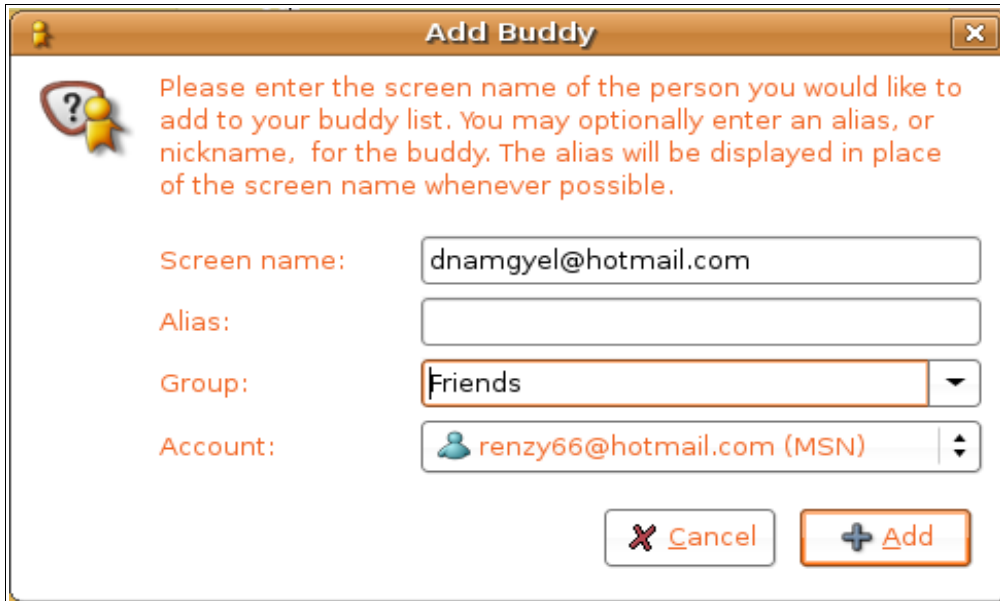 Add Buddy
Please enter the screen name of the person you would like to
add to your buddy list. You may optionally enter an alias, or
nickname,  for the buddy. The alias will be displayed in place
of the screen name whenever possible.
Screen name: dnamgyel@hotmail.com
Alias:
Group: Friends
Account: renzy66@hotmail.com (MSN)
Cancel Add